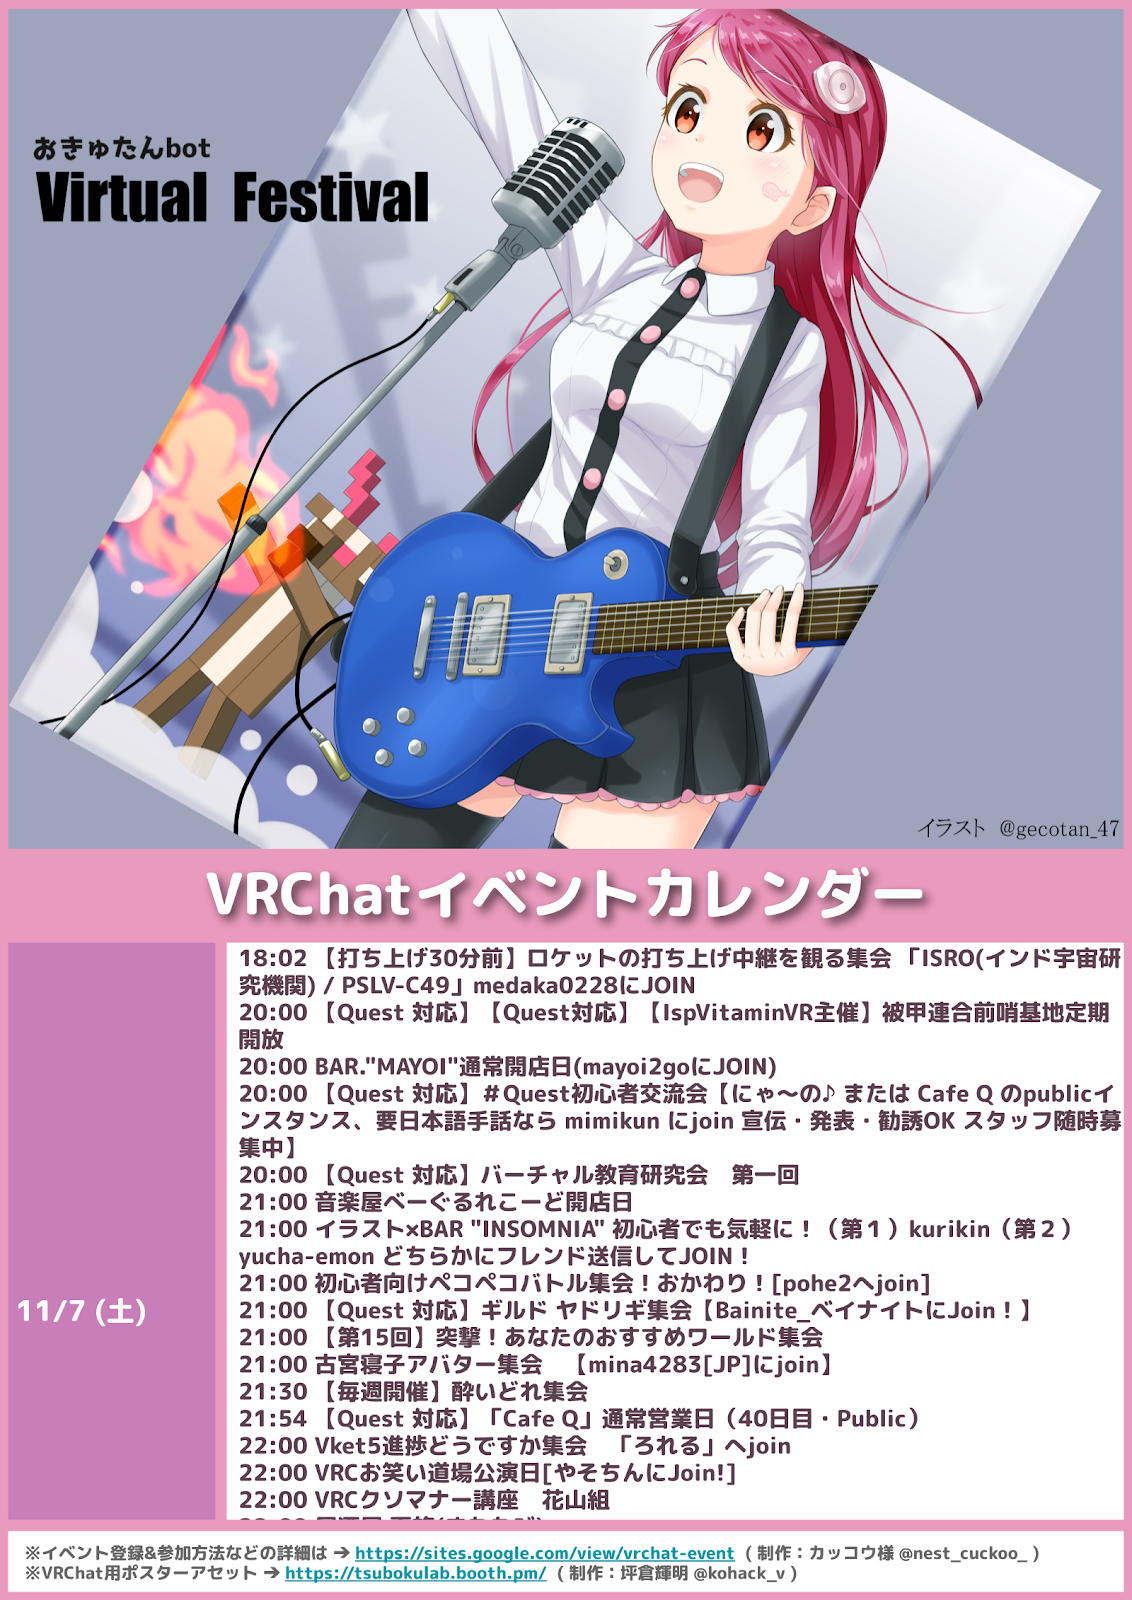 おきゅたんbot
Virtual Festival
イラスト @gecotan_47
VRChatイベントカレンダー
11/7 (土)
18:02 【打ち上げ30分前】ロケットの打ち上げ中継を観る集会 「ISRO(インド宇宙研
究機関) / PSLV-C49」medaka0228にJOIN
20:00 【Quest 対応】【Quest対応】【IspVitaminVR主催】被甲連合前哨基地定期
開放
20:00 BAR."MAYOI"通常開店日(mayoi2goにJOIN)
20:00 【Quest 対応】＃Quest初心者交流会【にゃ～の♪ または Cafe Q のpublicイ
ンスタンス、要日本語手話なら mimikun にjoin 宣伝・発表・勧誘OK スタッフ随時募
集中】
20:00 【Quest 対応】バーチャル教育研究会　第一回
21:00 音楽屋べーぐるれこーど開店日
21:00 イラスト×BAR "INSOMNIA" 初心者でも気軽に！（第１）kurikin（第２）
yucha-emon どちらかにフレンド送信してJOIN！
21:00 初心者向けペコペコバトル集会！おかわり！[pohe2へjoin]
21:00 【Quest 対応】ギルド ヤドリギ集会【Bainite_ベイナイトにJoin！】
21:00 【第15回】突撃！あなたのおすすめワールド集会
21:00 古宮寝子アバター集会　【mina4283[JP]にjoin】
21:30 【毎週開催】酔いどれ集会
21:54 【Quest 対応】「Cafe Q」通常営業日（40日目・Public）
22:00 Vket5進捗どうですか集会　「ろれる」へjoin
22:00 VRCお笑い道場公演日[やそちんにJoin!]
22:00 VRCクソマナー講座　花山組
※イベント登録&参加方法などの詳細は ➔ https://sites.google.com/view/vrchat-event ( 制作：カッコウ様 @nest_cuckoo_ )
※VRChat用ポスターアセット ➔ https://tsubokulab.booth.pm/ ( 制作：坪倉輝明 @kohack_v )